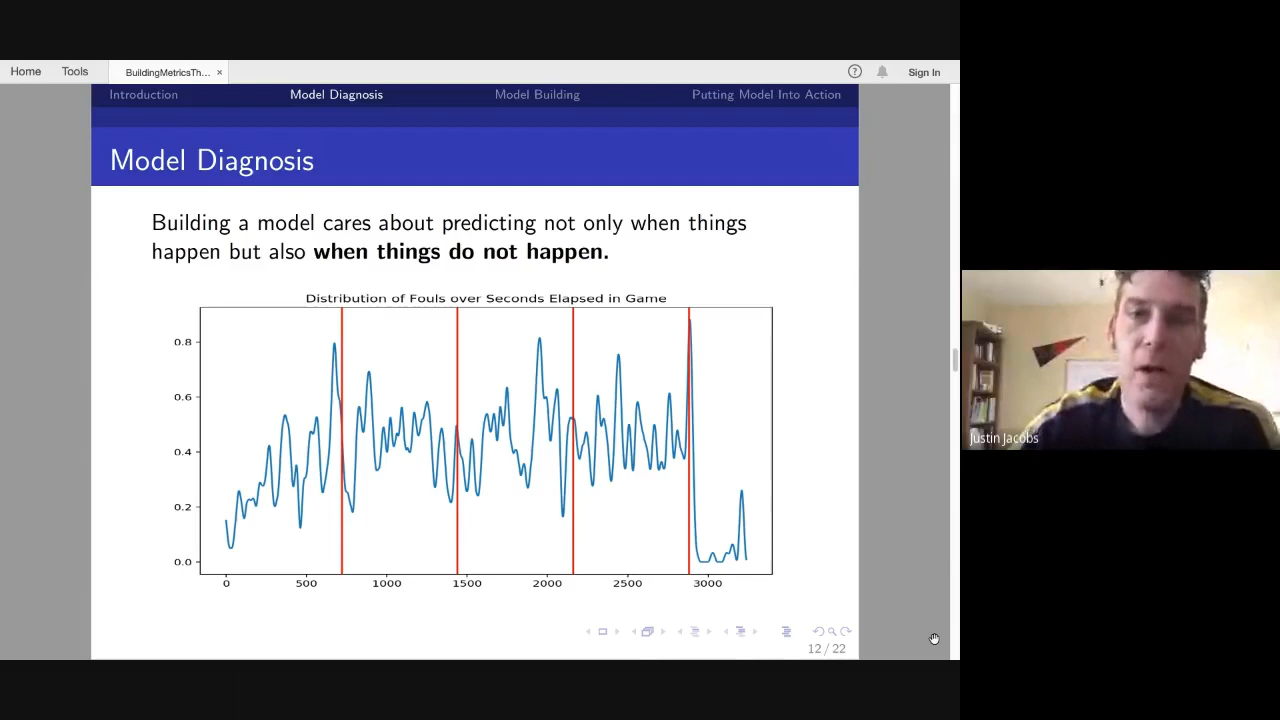 Home Tools BuildingMetricsTh... × Sign In
Introduction Model Diagnosis Model Building Putting Model Into Action
Model Diagnosis
Building a model cares about predicting not only when things
happen but also when things do not happen.
Distribution of Fouls over Seconds Elapsed in Game
0.8
0.6
0.4
0.2
0.0
0 500 1000 1500 2000 2500 3000
12 / 22
Justin Jacobs